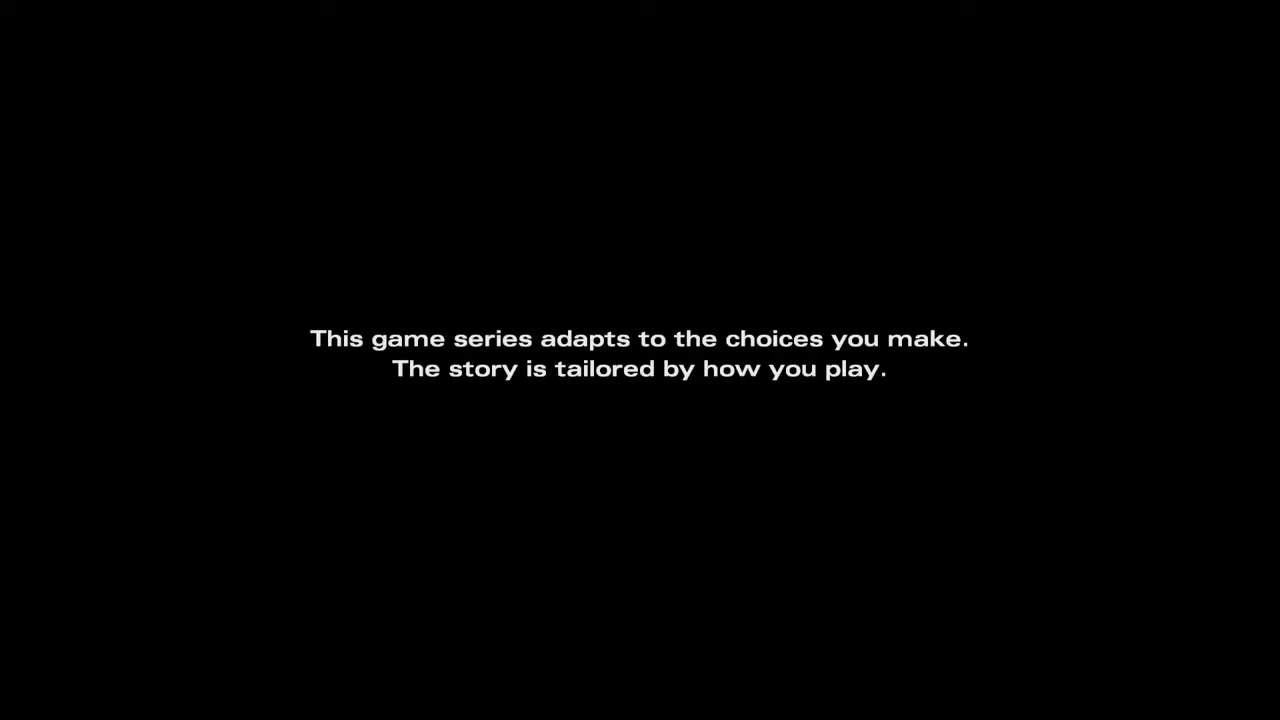 This game series adapts to the choices you make.
The story is tailored by how you play.